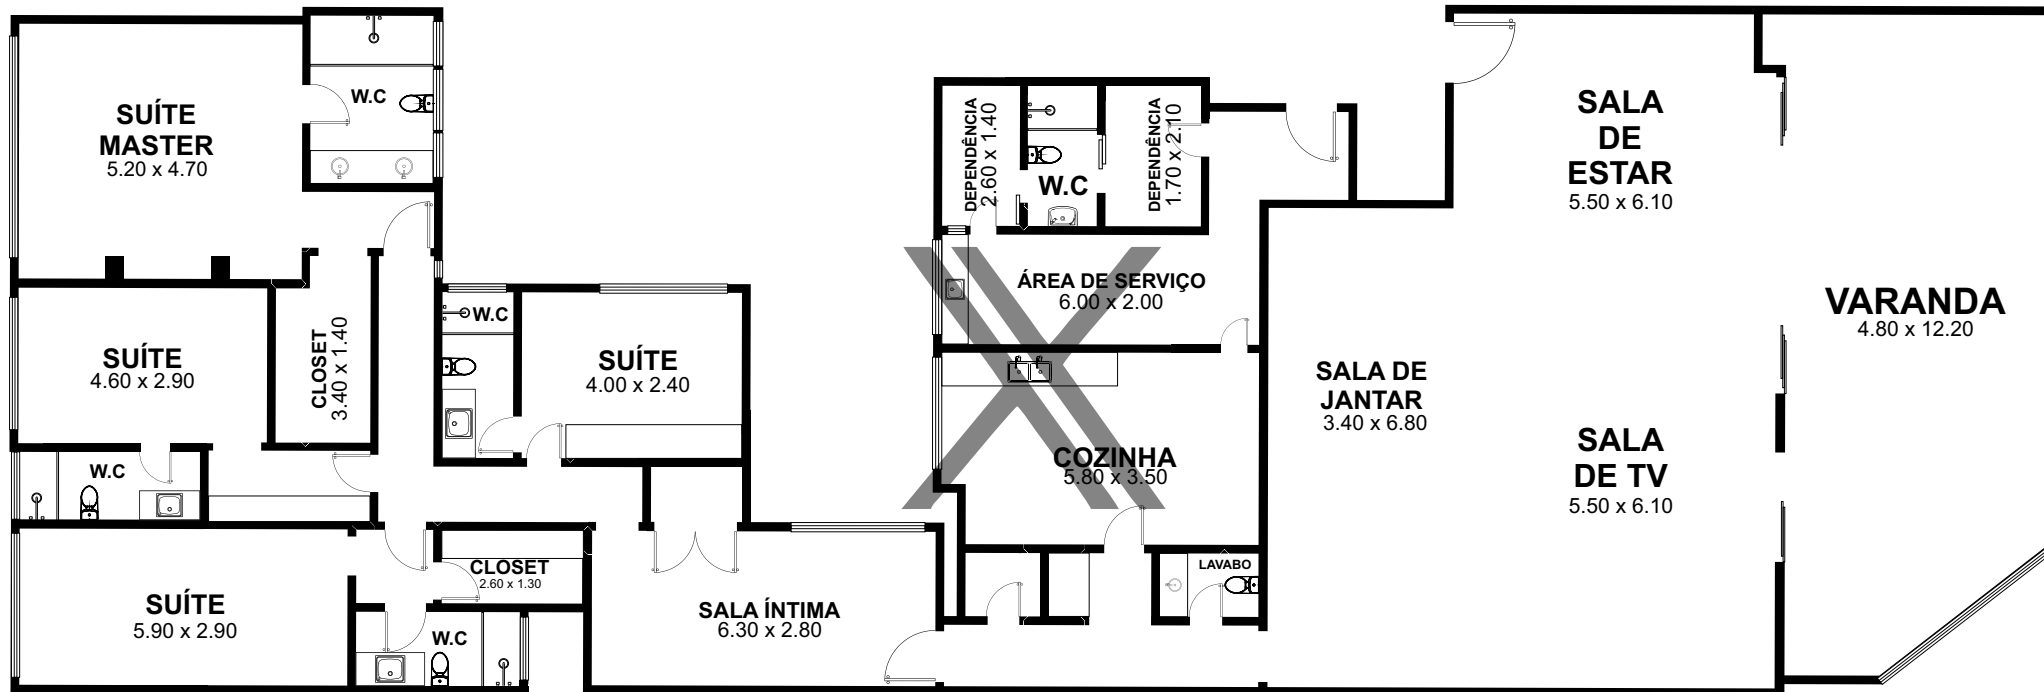 SUÍTE
MASTER
5.20 x 4.70
W.C
SUÍTE
4.60 x 2.90
CLOSET
3.40 x 1.40
W.C
SUÍTE
4.00 x 2.40
W.C
SUÍTE
5.90 x 2.90
CLOSET
2.60 x 1.30
W.C
SALA ÍNTIMA
6.30 x 2.80
DEPENDÊNCIA
2.60 x 1.40
W.C
DEPENDÊNCIA
1.70 x 2.10
ÁREA DE SERVIÇO
6.00 x 2.00
COZINHA
5.80 x 3.50
LAVABO
SALA DE
JANTAR
3.40 x 6.80
SALA
DE
ESTAR
5.50 x 6.10
SALA
DE TV
5.50 x 6.10
VARANDA
4.80 x 12.20